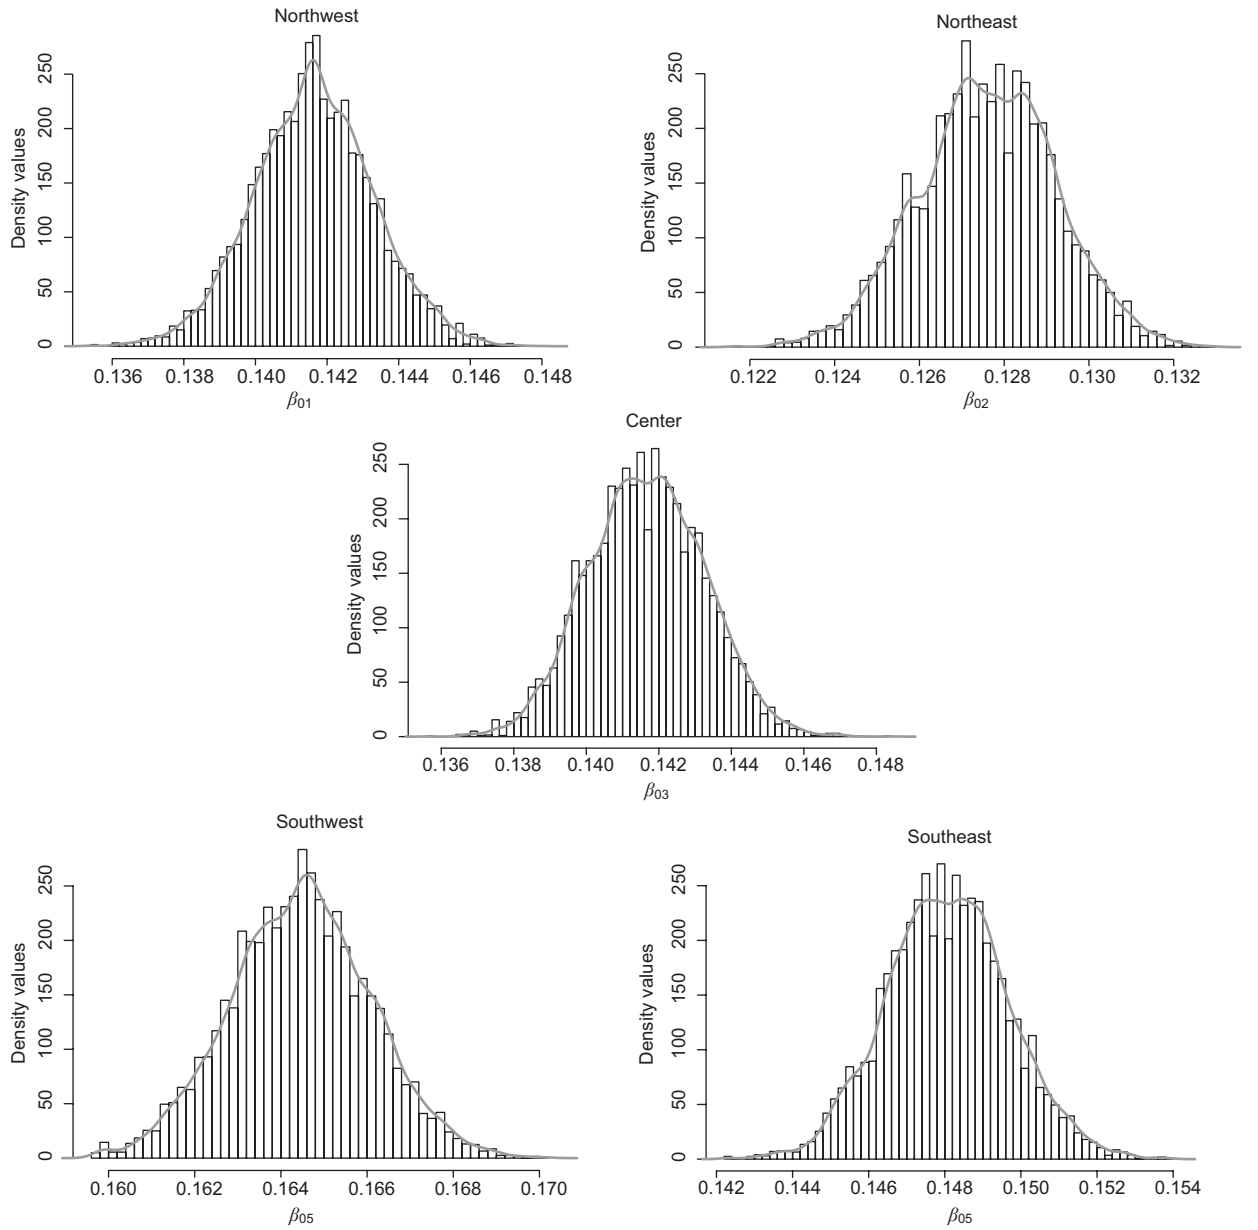 Northwest
Density values
0 50 100 150 200 250
0.136 0.138 0.140 0.142 0.144 0.146 0.148
β01
Northeast
Density values
0 50 100 150 200 250
0.122 0.124 0.126 0.128 0.130 0.132
β02
Center
Density values
0 50 100 150 200 250
0.136 0.138 0.140 0.142 0.144 0.146 0.148
β03
Southwest
Density values
0 50 100 150 200 250
0.160 0.162 0.164 0.166 0.168 0.170
β05
Southeast
Density values
0 50 100 150 200 250
0.142 0.144 0.146 0.148 0.150 0.152 0.154
β05